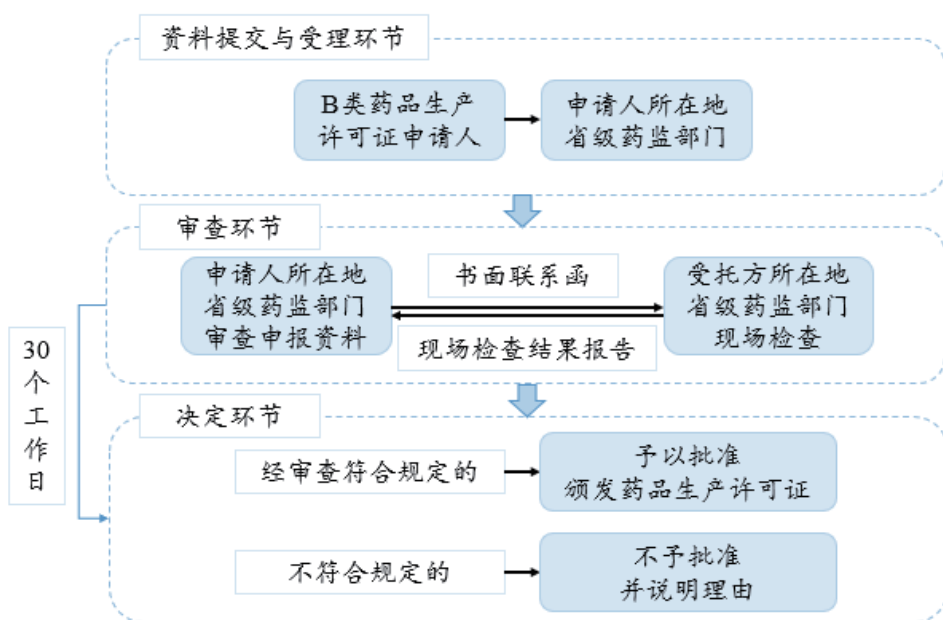 资料提交与受理环节
B类药品生产
许可证申请人
申请人所在地
省级药监部门
审查环节
申请人所在地
省级药监部门
审查申报资料
书面联系函
现场检查结果报告
受托方所在地
省级药监部门
现场检查
30
个
工
作
日
决定环节
经审查符合规定的
予以批准
颁发药品生产许可证
不符合规定的
不予批准
并说明理由